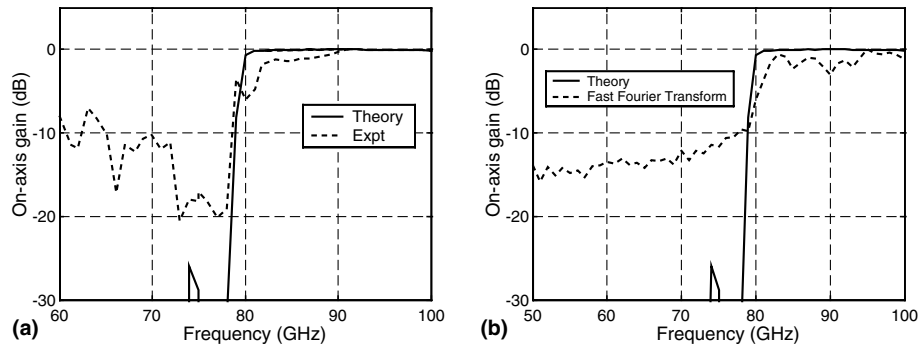 0
-10
-20
-30
On-axis gain (dB)
Theory
Expt
60
70
80
90
100
Frequency (GHz)
(a)
0
-10
-20
-30
On-axis gain (dB)
Theory
Fast Fourier Transform
50
60
70
80
90
100
Frequency (GHz)
(b)